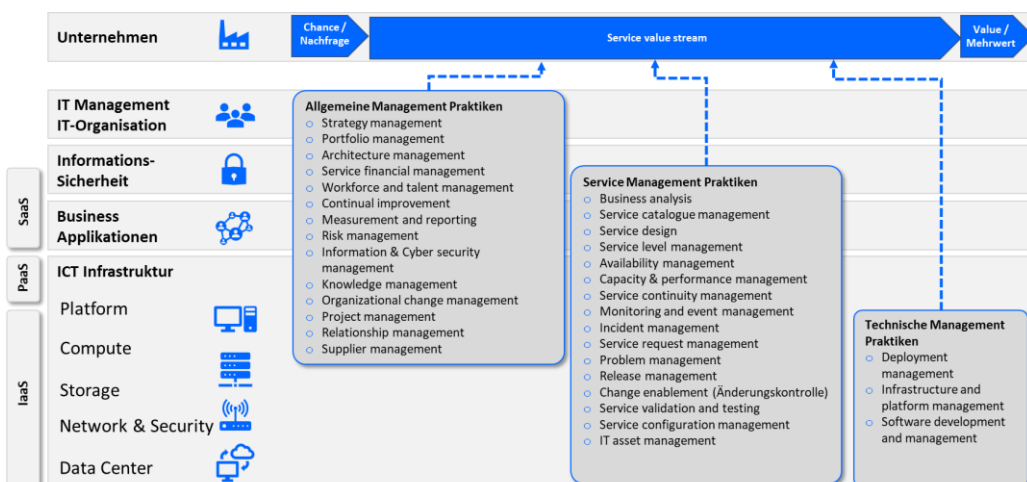 Unternehmen
Chance /
Nachfrage
Service value stream
Value /
Mehrwert
IT Management
IT-Organisation
Informations-
Sicherheit
Business
Applikationen
ICT Infrastruktur
Platform
Compute
Storage
Network & Security
Data Center
SaaS
PaaS
IaaS
Allgemeine Management Praktiken
o Strategy management
o Portfolio management
o Architecture management
o Service financial management
o Workforce and talent management
o Continual improvement
o Measurement and reporting
o Risk management
o Information & Cyber security
management
o Knowledge management
o Organizational change management
o Project management
o Relationship management
o Supplier management
Service Management Praktiken
o Business analysis
o Service catalogue management
o Service design
o Service level management
o Availability management
o Capacity & performance management
o Service continuity management
o Monitoring and event management
o Incident management
o Service request management
o Problem management
o Release management
o Change enablement (Änderungskontrolle)
o Service validation and testing
o Service configuration management
o IT asset management
Technische Management
Praktiken
o Deployment
management
o Infrastructure and
platform management
o Software development
and management